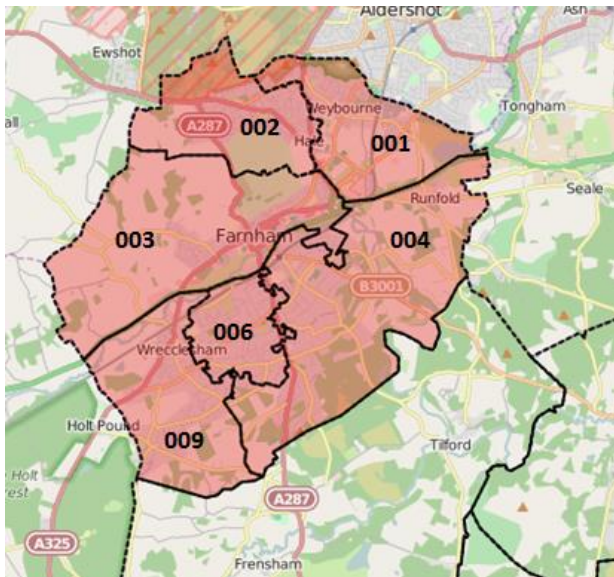 Aldershot
Ash
Ewshot
Weybourne
Tongham
A287
002
Hale
001
Runfold
Seale
003
Farnham
004
B3001
006
Wrecclesham
Holt Pound
009
Tilford
A287
A325
Frensham